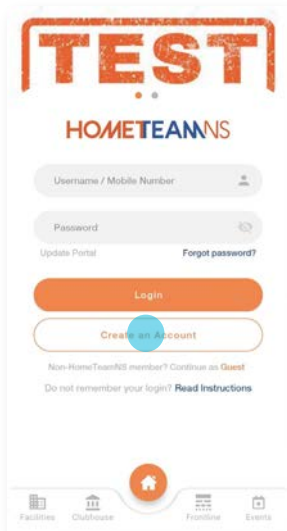 TEST
HOMETEAMNS
Username / Mobile Number
Password
Update Portal Forgot password?
Login
Create an Account
Non-HomeTeamNS member? Continue as Guest
Do not remember your login? Read Instructions
Facilities Clubhouse Frontline Events